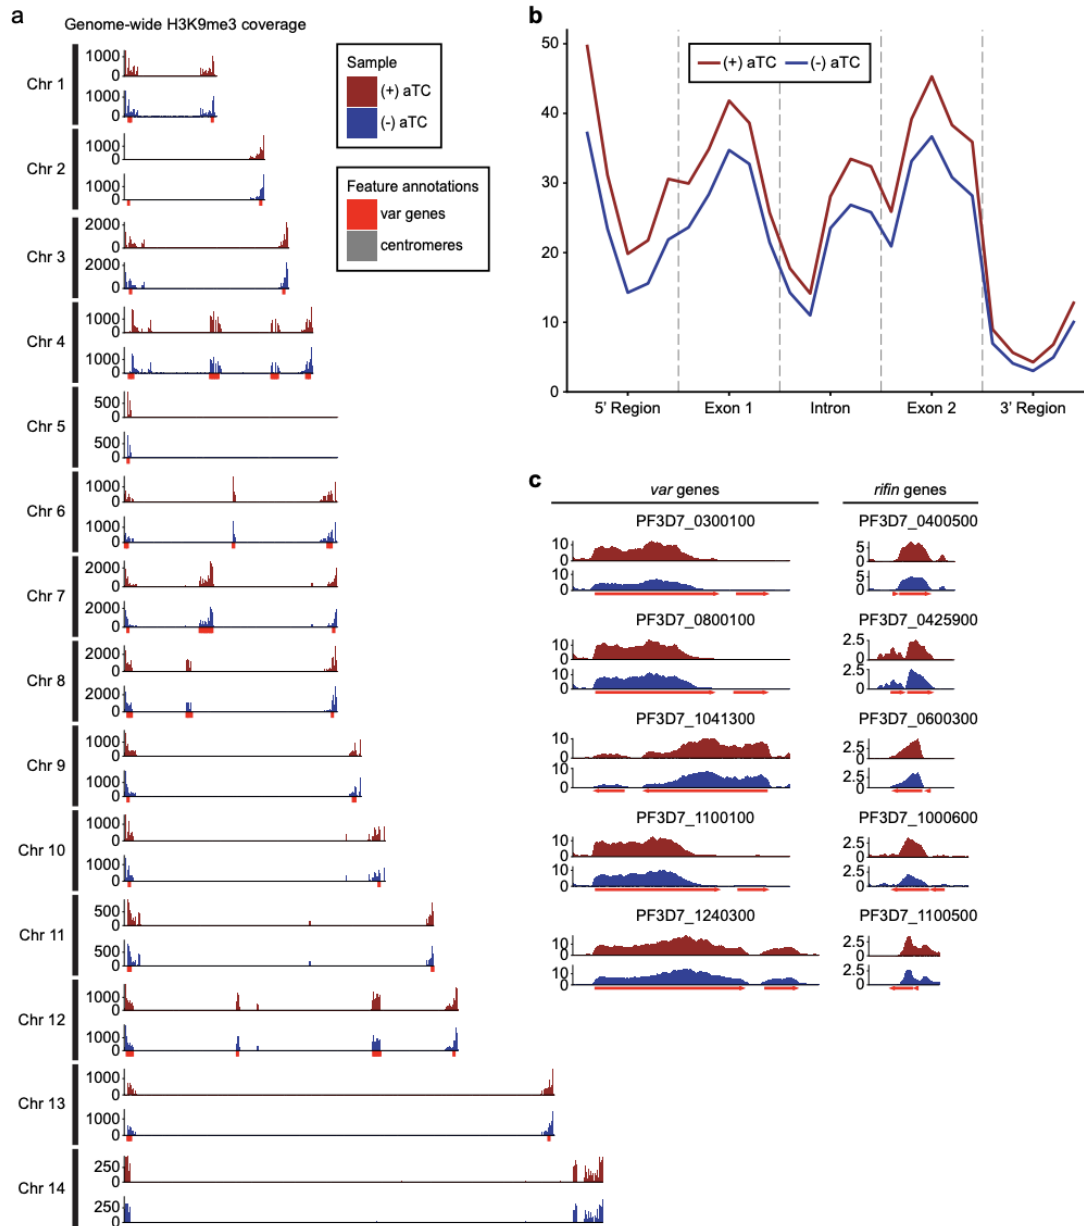 a
Genome-wide H3K9me3 coverage
Chr 1
1000
0
1000
0
Chr 2
1000
0
1000
0
Chr 3
2000
1000
0
2000
1000
0
Chr 4
1000
0
1000
0
Chr 5
500
0
500
0
Chr 6
1000
0
1000
0
Chr 7
2000
0
2000
0
Chr 8
2000
0
2000
0
Chr 9
1000
0
1000
0
Chr 10
1000
0
1000
0
Chr 11
500
0
500
0
Chr 12
1000
0
1000
0
Chr 13
1000
0
1000
0
Chr 14
250
0
250
0
Sample
(+) aTC
(-) aTC
Feature annotations
var genes
centromeres
b
50
40
30
20
10
0
(+) aTC (-) aTC
5' Region Exon 1 Intron Exon 2 3' Region
c
var genes
PF3D7_0300100
10
0
10
0
PF3D7_0800100
10
0
10
0
PF3D7_1041300
10
0
10
0
PF3D7_1100100
10
0
10
0
PF3D7_1240300
10
0
10
0
rifin genes
PF3D7_0400500
5
0
5
0
PF3D7_0425900
2.5
0
2.5
0
PF3D7_0600300
2.5
0
2.5
0
PF3D7_1000600
2.5
0
2.5
0
PF3D7_1100500
2.5
0
2.5
0